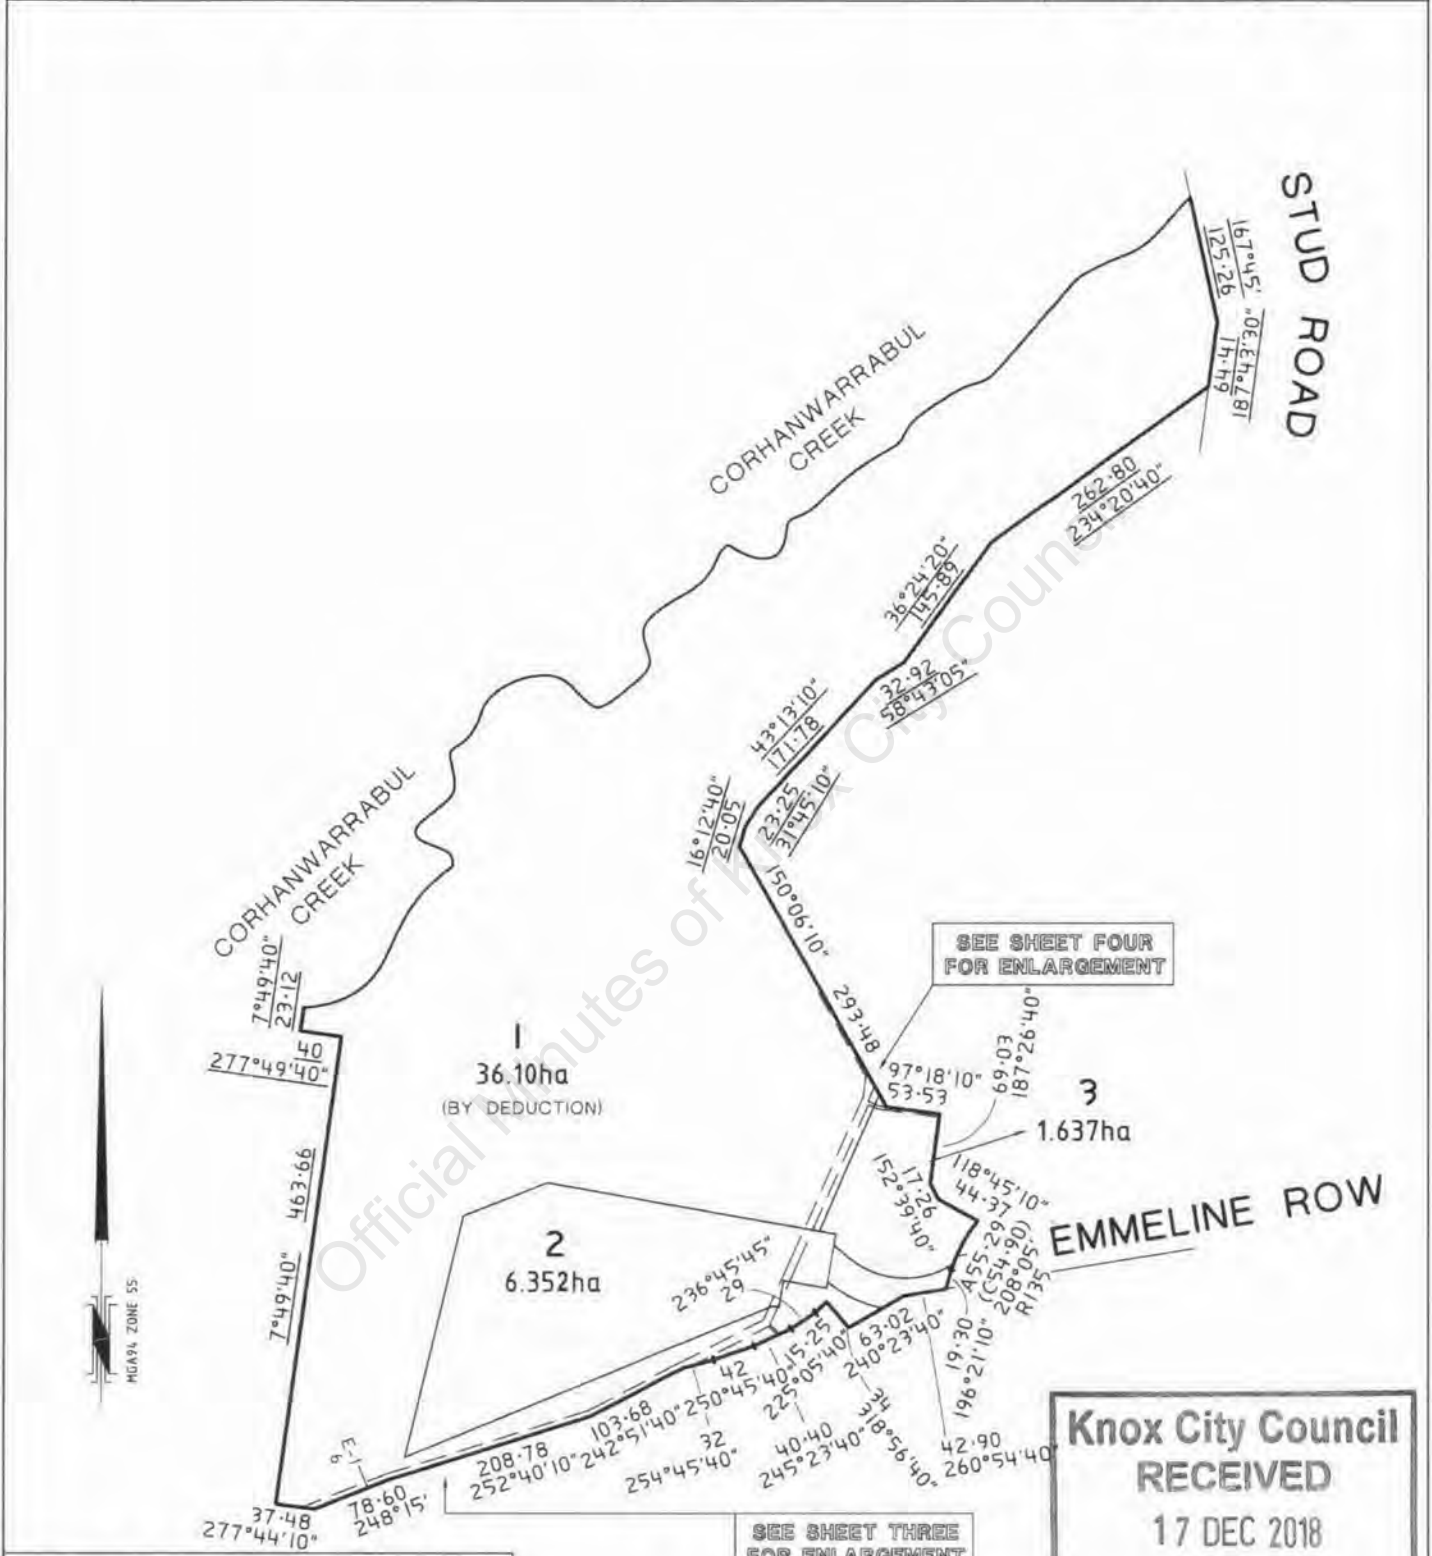 STUD ROAD
167°45'
125·26
187°43'30"
64·41
CORHANWARRABUL
CREEK
262·80
234°20'40"
36°24'20"
145·89
32·92
58°43'05"
43°13'10"
171·78
23·25
31°45'10"
16°12'40"
20·05
150°06'10"
293·48
CORHANWARRABUL
CREEK
SEE SHEET FOUR
FOR ENLARGEMENT
7°49'40"
23·12
40
277°49'40"
1
36.10ha
(BY DEDUCTION)
97°18'10"
53·53
69·03
187°26'40"
3
1.637ha
463·66
7°49'40"
118°45'10"
44·37
17·26
152°39'40"
EMMELINE ROW
A55·29
(C54·90)
208°05'
R135
2
6.352ha
236°45'45"
29
19·30
196°21'10"
MGA94 ZONE 55
63·02
240°23'40"
15·25
225°05'40"
42
250°45'40"
34
318°56'40"
42·90
260°54'40"
40·40
245°23'40"
32
254°45'40"
103·68
242°51'40"
208·78
252°40'10"
E-1
6
78·60
248°15'
37·48
277°44'10"
SEE SHEET THREE
FOR ENLARGEMENT
Knox City Council
RECEIVED
17 DEC 2018
Official Minutes of Knox City Council